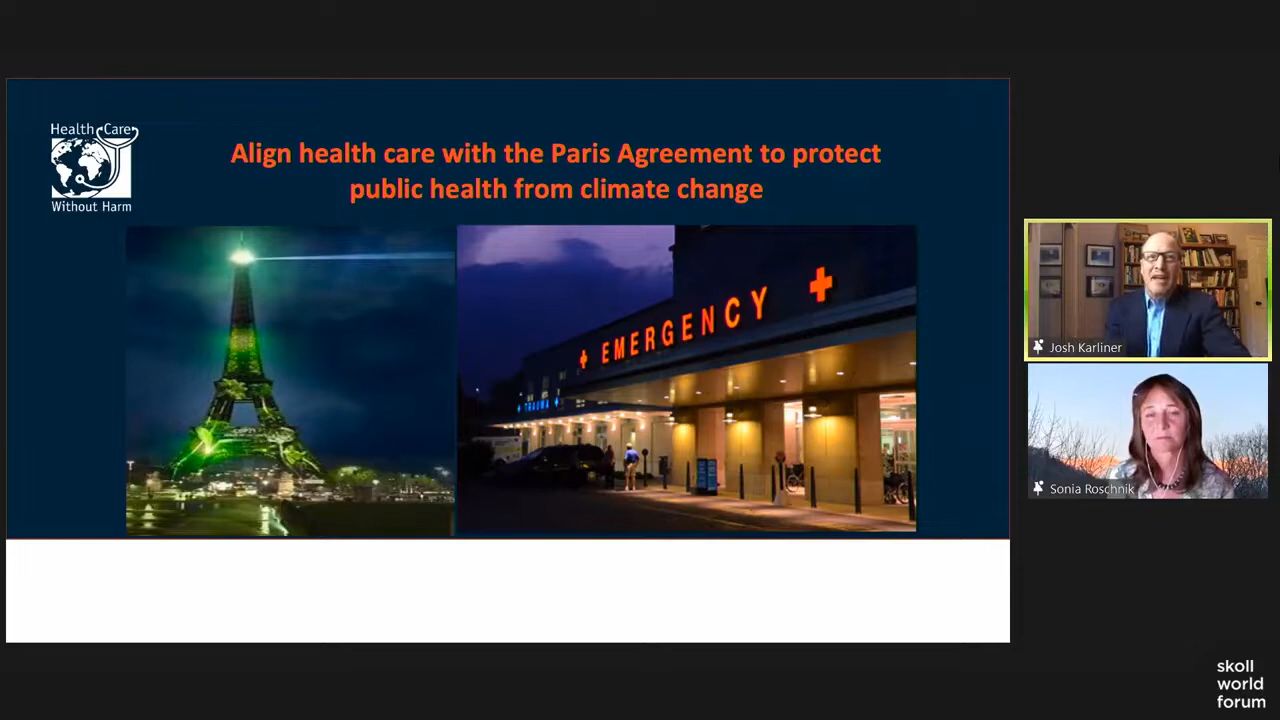 Health Care
Without Harm
Align health care with the Paris Agreement to protect
public health from climate change
EMERGENCY
TRAUMA
Josh Karliner
Sonia Roschnik
skoll
world
forum